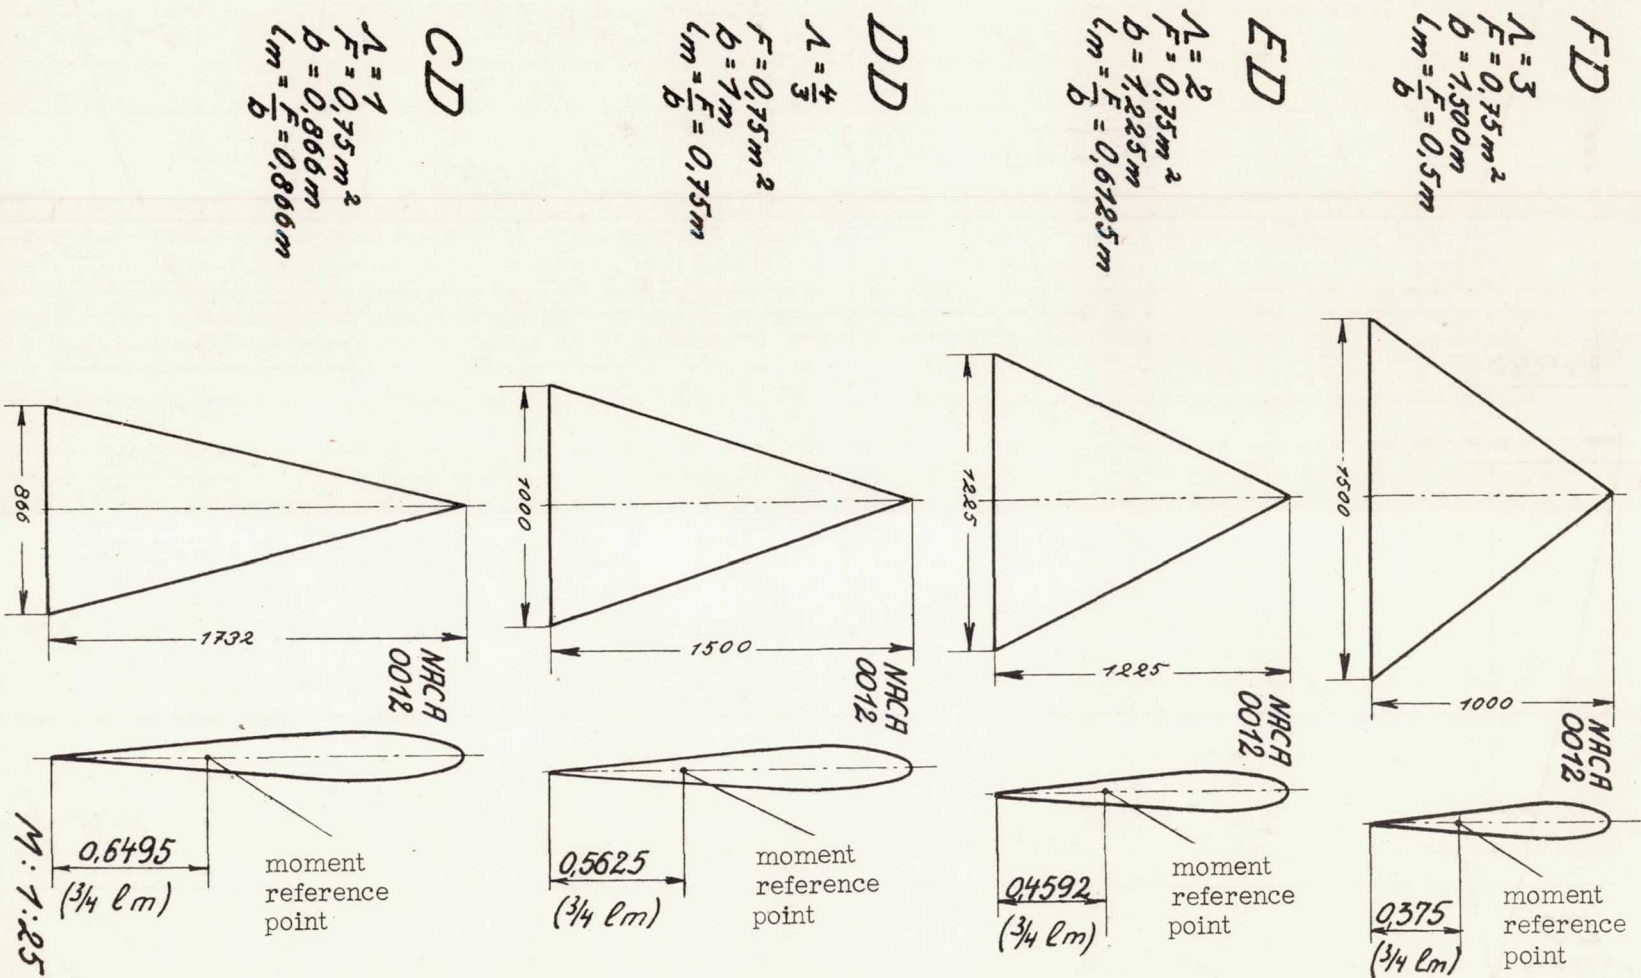 CD
Λ = 1
F = 0,75 m²
b = 0,866 m
lm = F/b = 0,866 m
866
1732
NACA
0012
0,6495
(3/4 lm)
moment
reference
point
M: 1:25
DD
Λ = 4/3
F = 0,75 m²
b = 1 m
lm = F/b = 0,75 m
1000
1500
NACA
0012
0,5625
(3/4 lm)
moment
reference
point
ED
Λ = 2
F = 0,75 m²
b = 1,225 m
lm = F/b = 0,6125 m
1225
1225
NACA
0012
0,4592
(3/4 lm)
moment
reference
point
FD
Λ = 3
F = 0,75 m²
b = 1,500 m
lm = F/b = 0,5 m
1500
1000
NACA
0012
0,375
(3/4 lm)
moment
reference
point